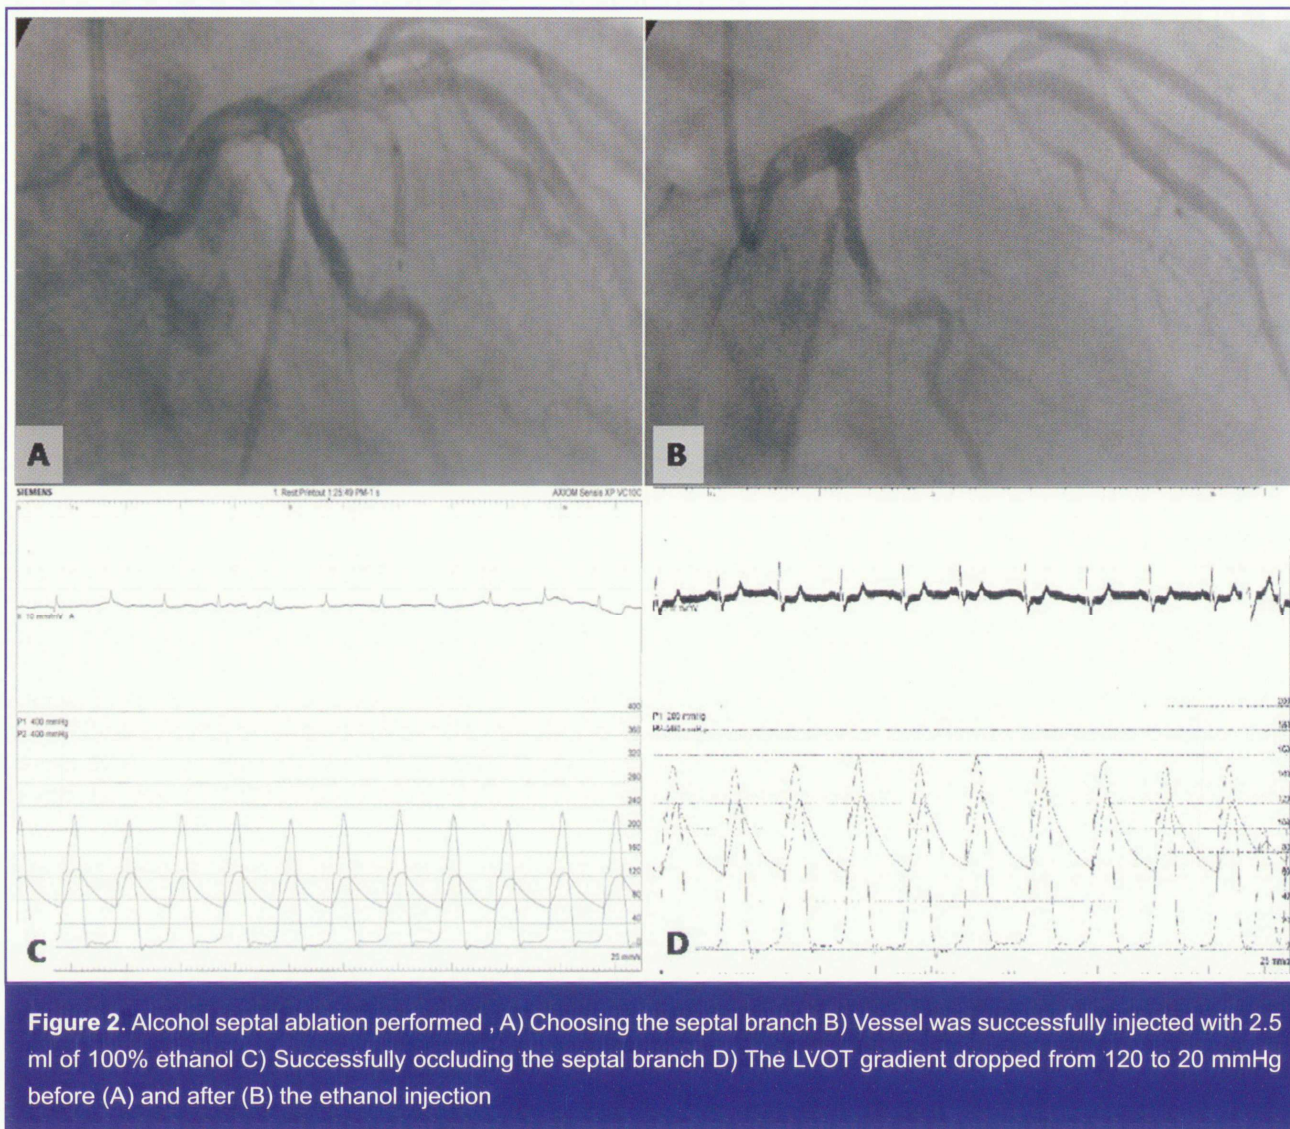 A
B
SIEMENS
1. Rest Printout 1:25:49 PM-1 s
AXIOM Sensis XP VC10C
P1 400 mmHg
P2 400 mmHg
400
360
320
280
240
200
160
120
80
40
0
25 mm/s
C
P1 200 mmHg
25 mm/s
D
Figure 2. Alcohol septal ablation performed , A) Choosing the septal branch B) Vessel was successfully injected with 2.5
ml of 100% ethanol C) Successfully occluding the septal branch D) The LVOT gradient dropped from 120 to 20 mmHg
before (A) and after (B) the ethanol injection